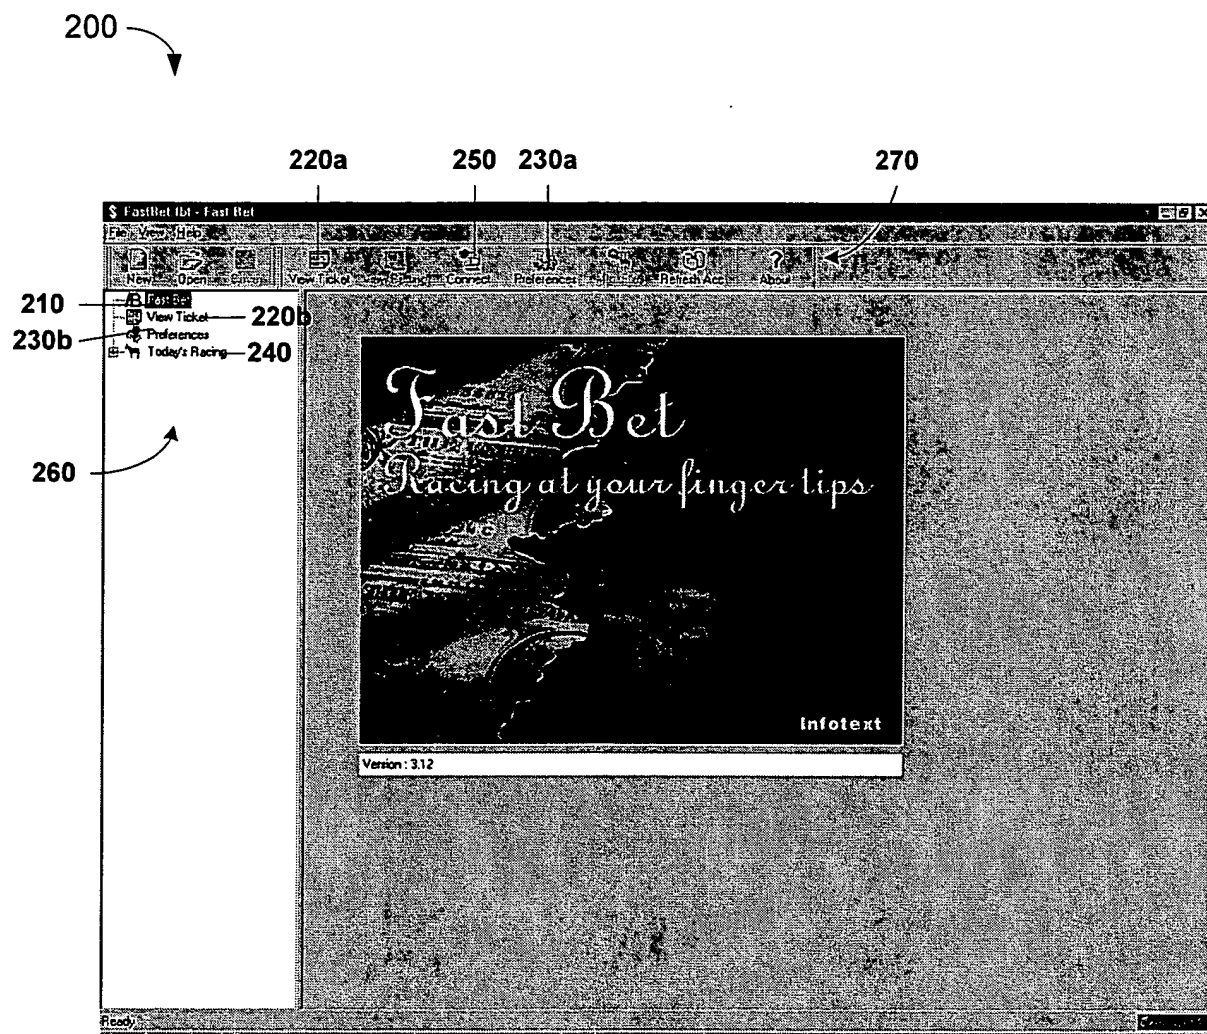 200
220a 250 230a 270
$ FastBet.fbt - Fast Bet
File View Help
New Open View Ticket Connect Preferences Refresh Acc About
210 Fast Bet
View Ticket 220b
230b Preferences
Today's Racing 240
260
Fast Bet
Racing at your finger tips
Infotext
Version : 3.12
Ready